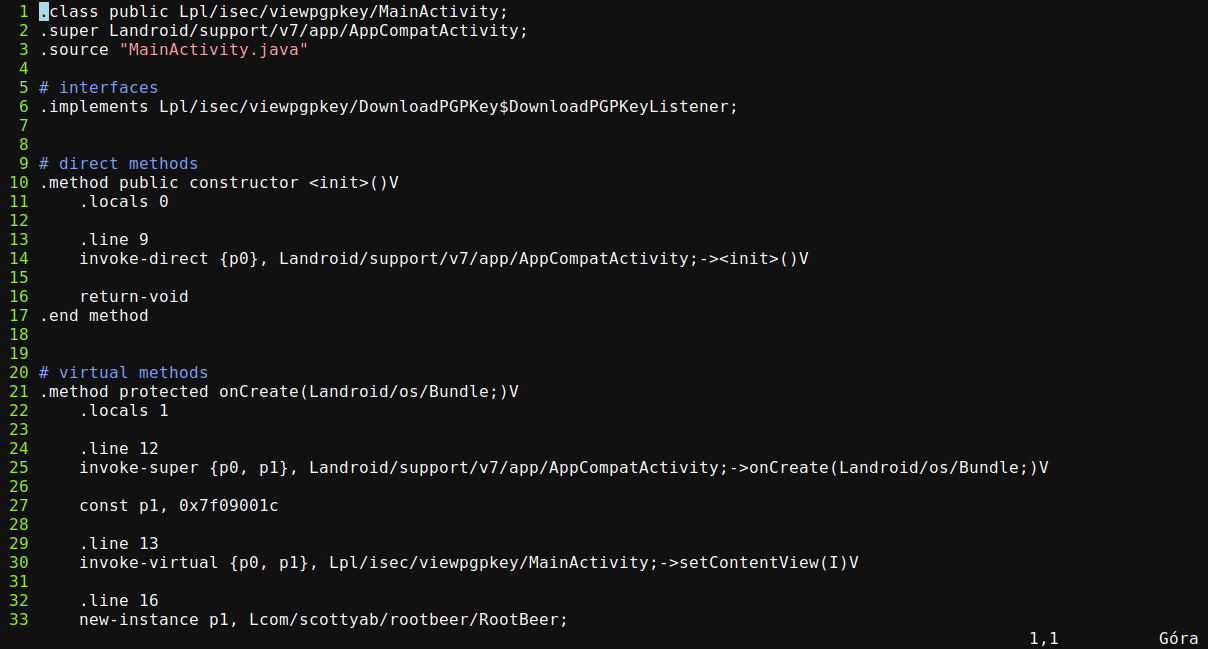 1 .class public Lpl/isec/viewpgpkey/MainActivity;
2 .super Landroid/support/v7/app/AppCompatActivity;
3 .source "MainActivity.java"
4
5 # interfaces
6 .implements Lpl/isec/viewpgpkey/DownloadPGPKey$DownloadPGPKeyListener;
7
8
9 # direct methods
10 .method public constructor <init>()V
11     .locals 0
12
13     .line 9
14     invoke-direct {p0}, Landroid/support/v7/app/AppCompatActivity;-><init>()V
15
16     return-void
17 .end method
18
19
20 # virtual methods
21 .method protected onCreate(Landroid/os/Bundle;)V
22     .locals 1
23
24     .line 12
25     invoke-super {p0, p1}, Landroid/support/v7/app/AppCompatActivity;->onCreate(Landroid/os/Bundle;)V
26
27     const p1, 0x7f09001c
28
29     .line 13
30     invoke-virtual {p0, p1}, Lpl/isec/viewpgpkey/MainActivity;->setContentView(I)V
31
32     .line 16
33     new-instance p1, Lcom/scottyab/rootbeer/RootBeer;
1,1 Góra